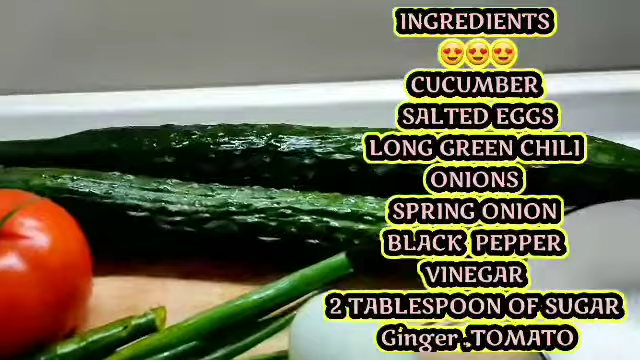 INGREDIENTS
😍😍😍
CUCUMBER
SALTED EGGS
LONG GREEN CHILI
ONIONS
SPRING ONION
BLACK PEPPER
VINEGAR
2 TABLESPOON OF SUGAR
Ginger .TOMATO